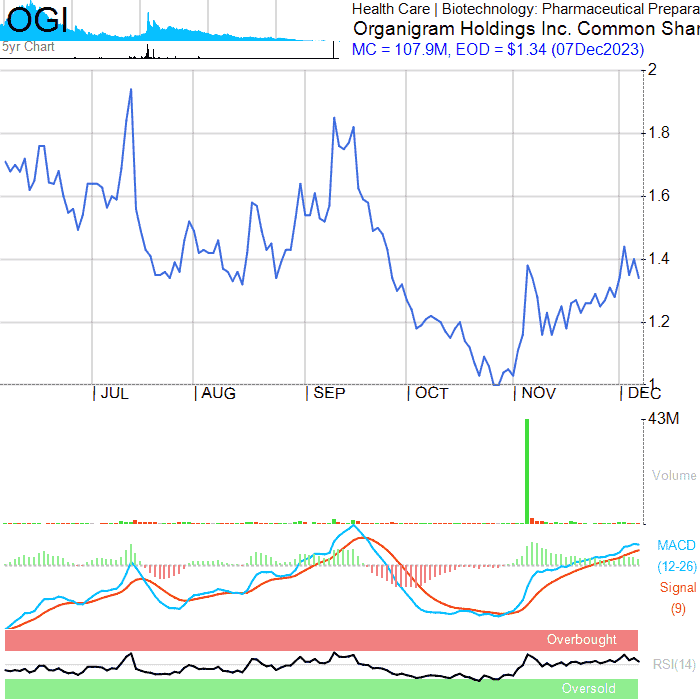 OGI
5yr Chart
Health Care | Biotechnology: Pharmaceutical Prepara
Organigram Holdings Inc. Common Shar
MC = 107.9M, EOD = $1.34 (07Dec2023)
2
1.8
1.6
1.4
1.2
1
JUL AUG SEP OCT NOV DEC
43M
Volume
MACD
(12-26)
Signal
(9)
Overbought
RSI(14)
Oversold